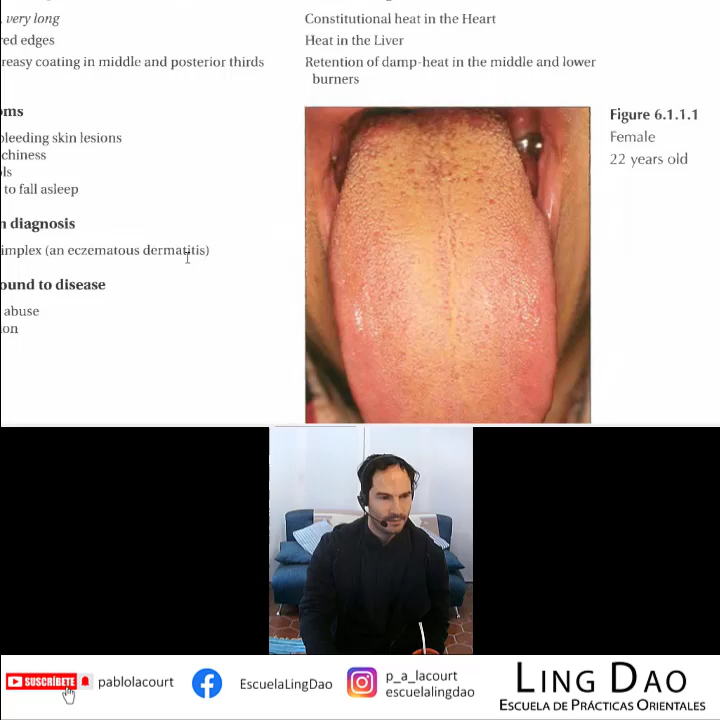 , very long
Constitutional heat in the Heart
red edges
Heat in the Liver
reasy coating in middle and posterior thirds
Retention of damp-heat in the middle and lower
burners
oms
bleeding skin lesions
chiness
ls
to fall asleep
n diagnosis
implex (an eczematous dermatitis)
ound to disease
abuse
ion
Figure 6.1.1.1
Female
22 years old
SUSCRÍBETE
pablolacourt
EscuelaLingDao
p_a_lacourt
escuelalingdao
LING DAO
ESCUELA DE PRÁCTICAS ORIENTALES